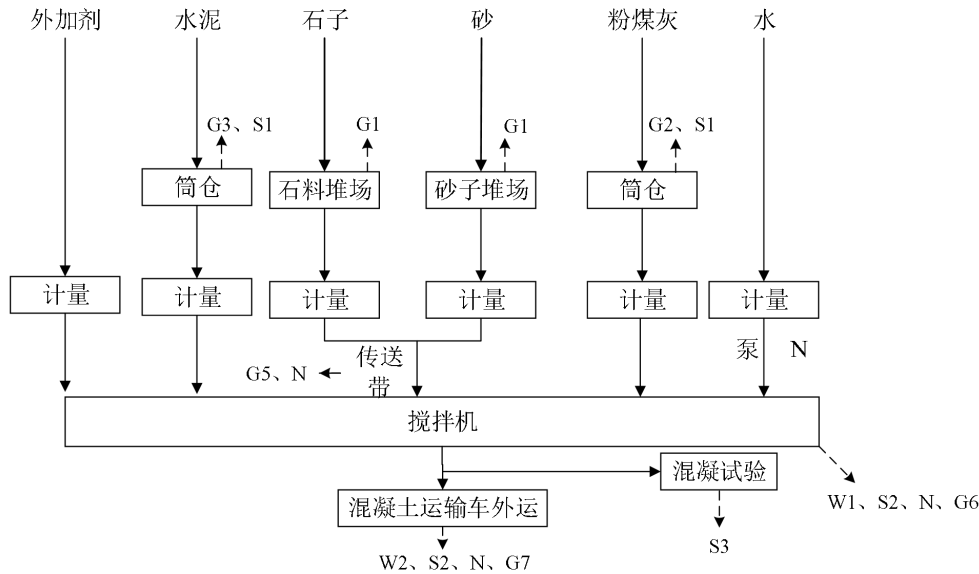 外加剂 水泥 石子 砂 粉煤灰 水
G3、S1 G1 G1 G2、S1
筒仓 石料堆场 砂子堆场 筒仓
计量 计量 计量 计量 计量 计量
传送 泵 N
G5、N 带
搅拌机
混凝试验
混凝土运输车外运 W1、S2、N、G6
S3
W2、S2、N、G7